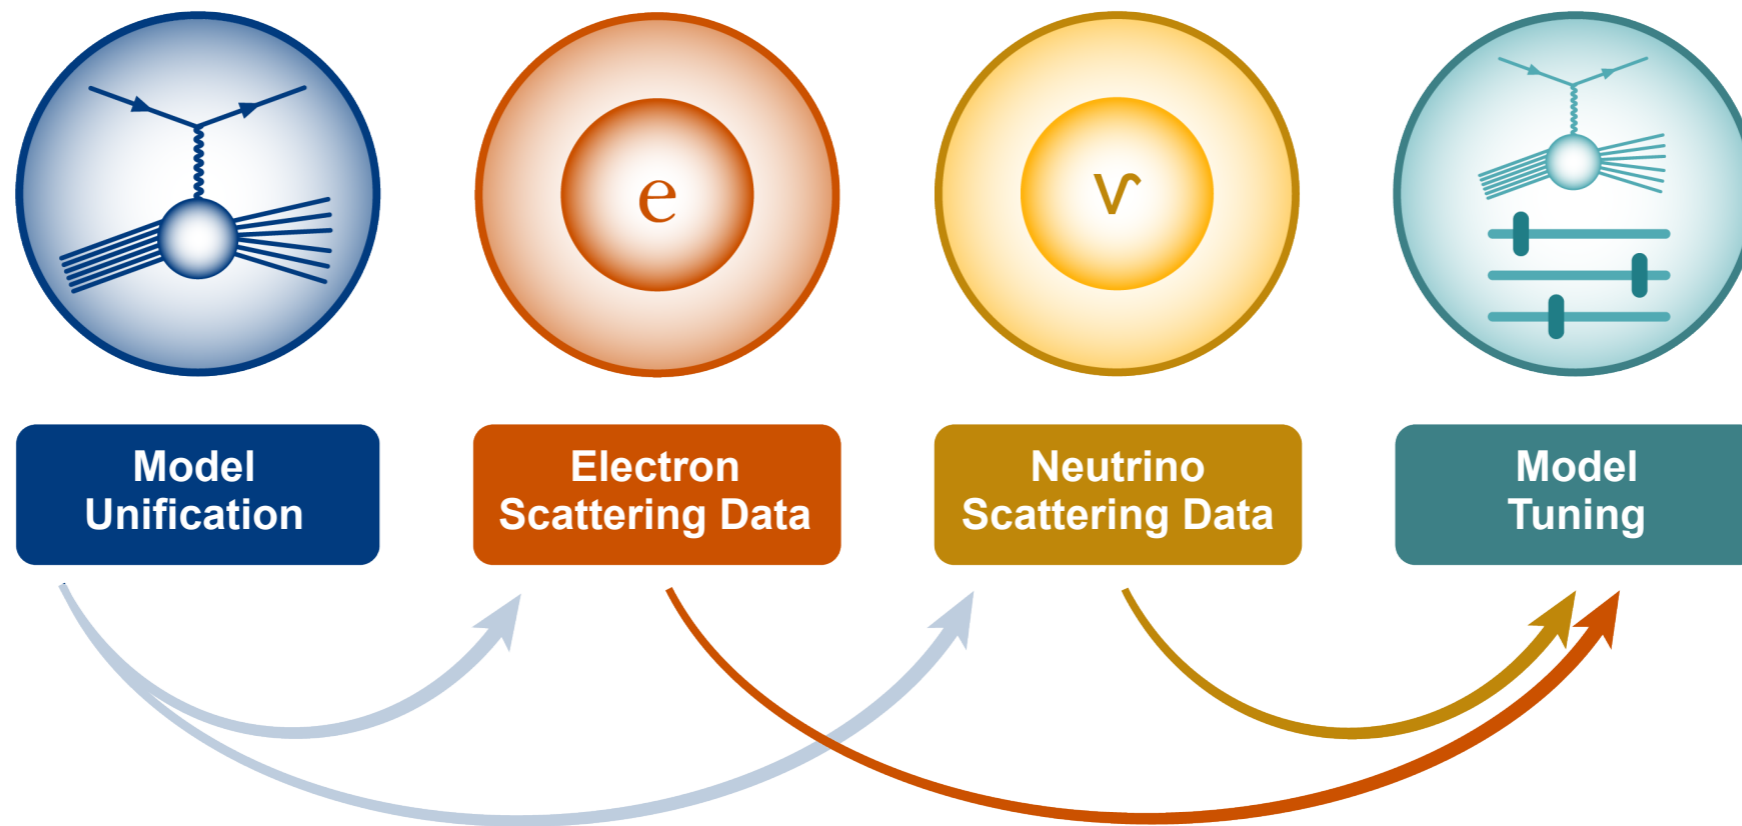 e
ν
Model
Unification
Electron
Scattering Data
Neutrino
Scattering Data
Model
Tuning